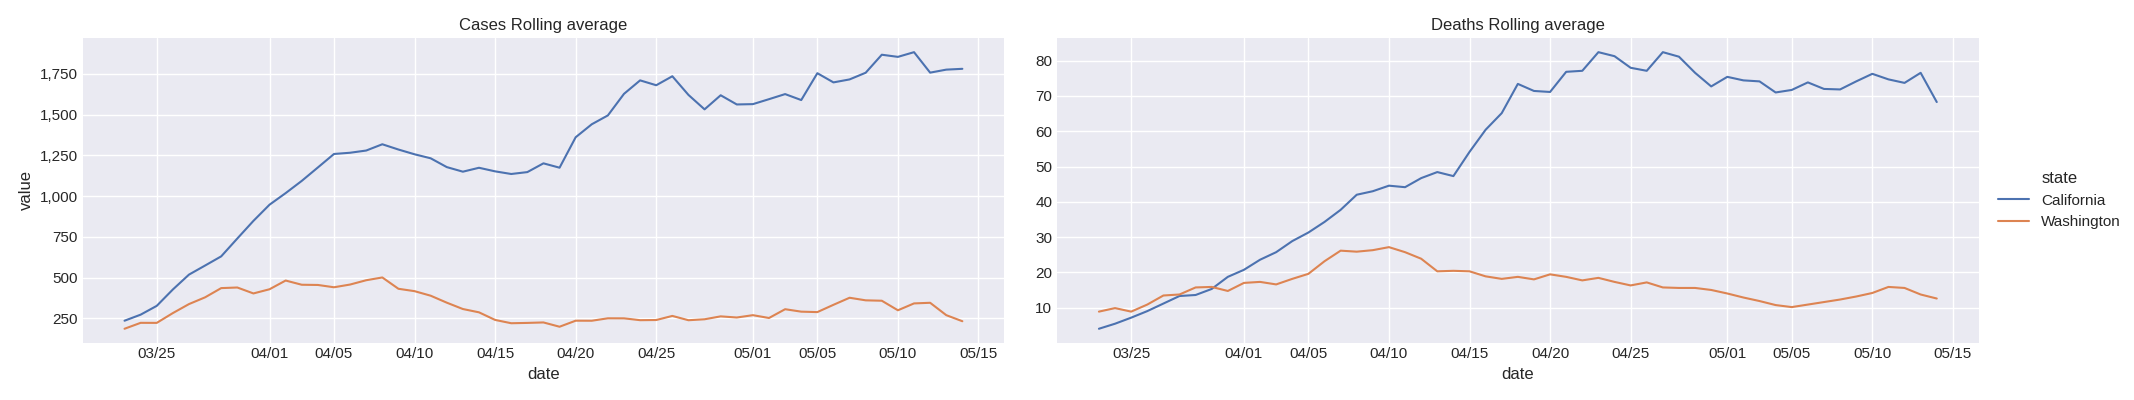 Cases Rolling average
Deaths Rolling average
value
1,750
1,500
1,250
1,000
750
500
250
03/25 04/01 04/05 04/10 04/15 04/20 04/25 05/01 05/05 05/10 05/15
date
80
70
60
50
40
30
20
10
03/25 04/01 04/05 04/10 04/15 04/20 04/25 05/01 05/05 05/10 05/15
date
state
California
Washington